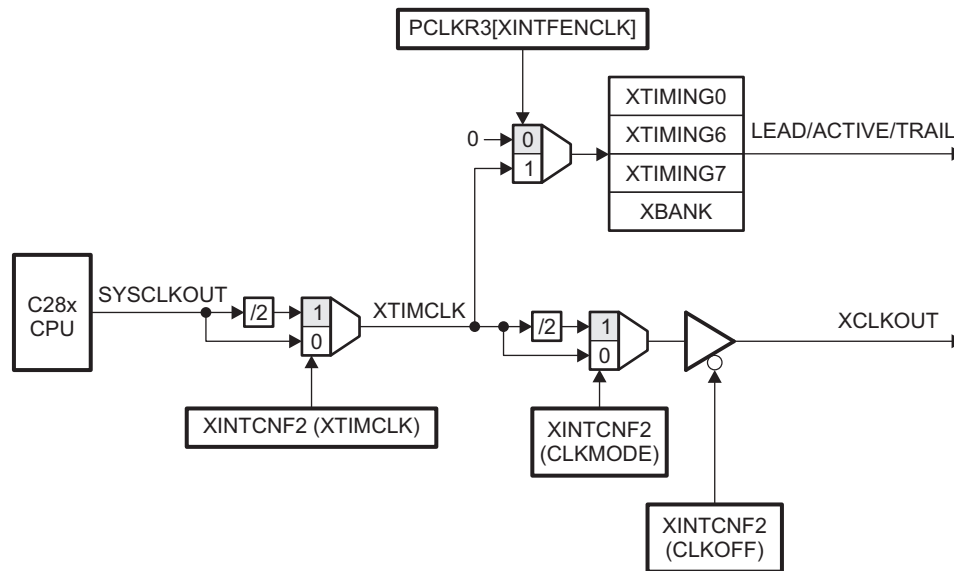 PCLKR3[XINTFENCLK]
XTIMING0
0
0
XTIMING6
LEAD/ACTIVE/TRAIL
1
XTIMING7
XBANK
C28x
CPU
SYSCLKOUT
/2
1
0
XTIMCLK
/2
1
0
XCLKOUT
XINTCNF2 (XTIMCLK)
XINTCNF2
(CLKMODE)
XINTCNF2
(CLKOFF)